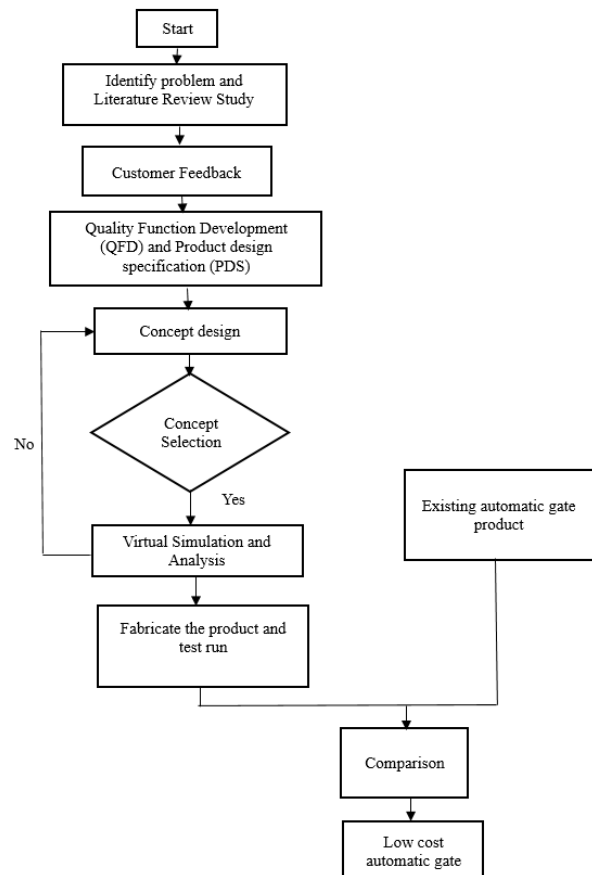 Start
Identify problem and
Literature Review Study
Customer Feedback
Quality Function Development
(QFD) and Product design
specification (PDS)
Concept design
Concept
Selection
No
Yes
Existing automatic gate
product
Virtual Simulation and
Analysis
Fabricate the product and
test run
Comparison
Low cost
automatic gate